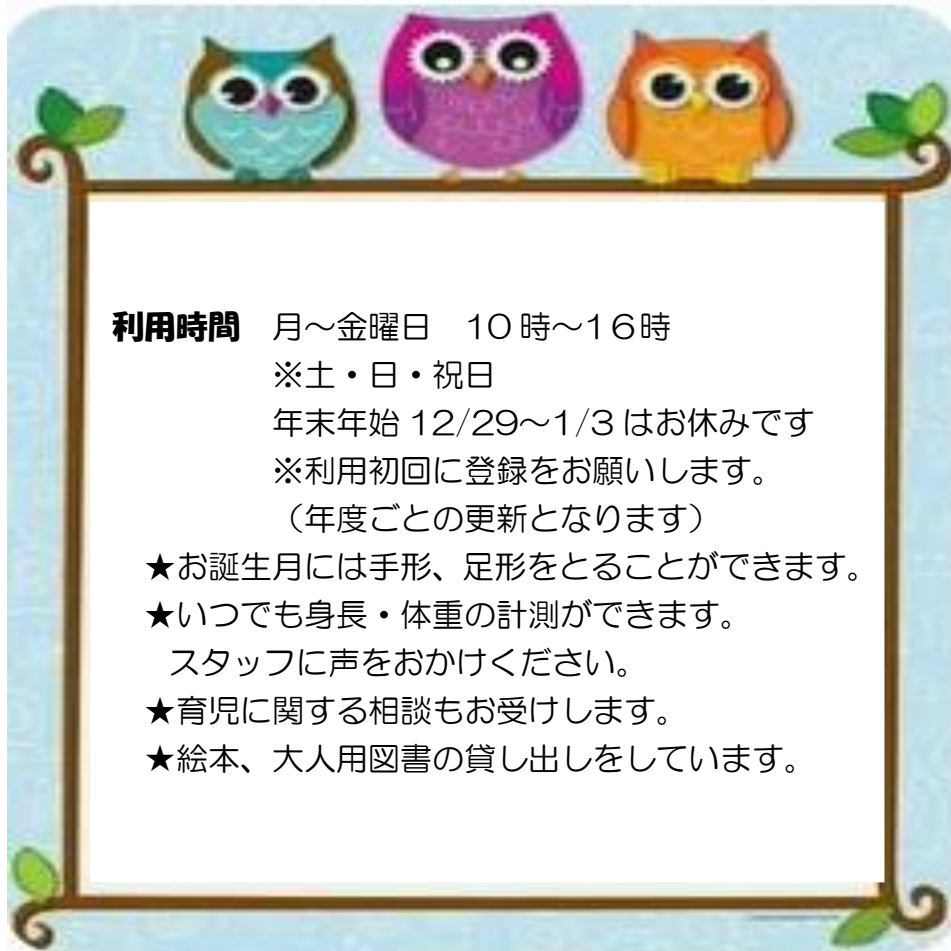 利用時間　月～金曜日　10時～16時
※土・日・祝日
年末年始 12/29～1/3 はお休みです
※利用初回に登録をお願いします。
（年度ごとの更新となります）
★お誕生月には手形、足形をとることができます。
★いつでも身長・体重の計測ができます。
スタッフに声をおかけください。
★育児に関する相談もお受けします。
★絵本、大人用図書の貸し出しをしています。